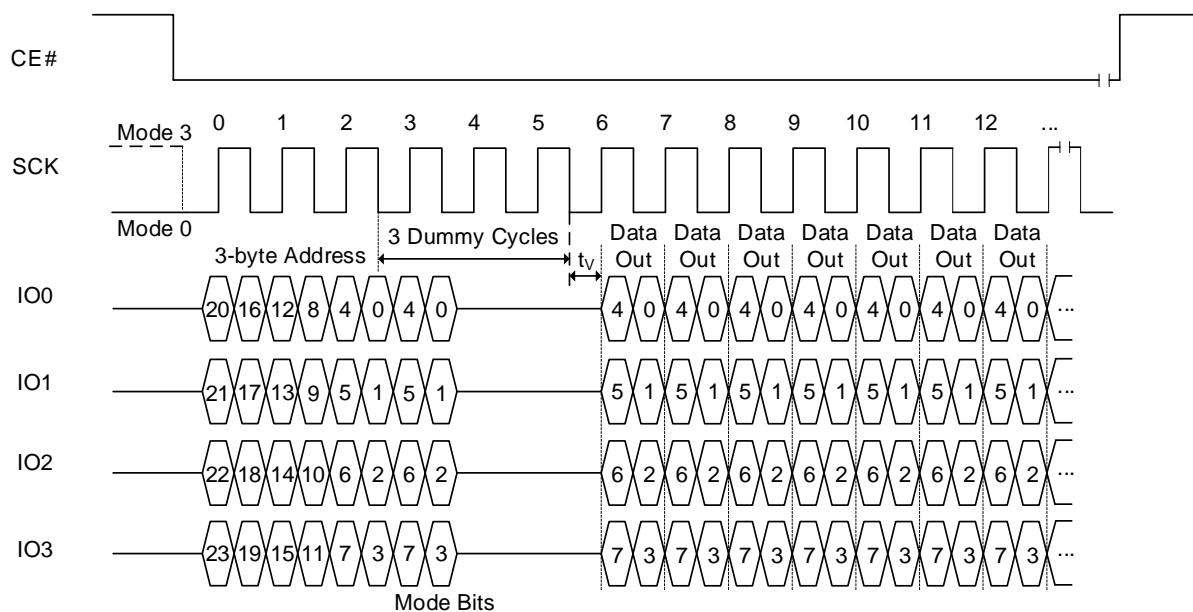 CE#
0 1 2 3 4 5 6 7 8 9 10 11 12 ...
Mode 3
SCK
Mode 0
3-byte Address
3 Dummy Cycles
tV
Data Out Data Out Data Out Data Out Data Out Data Out Data Out
IO0 20 16 12 8 4 0 4 0 4 0 4 0 4 0 4 0 4 0 4 0 4 0 ...
IO1 21 17 13 9 5 1 5 1 5 1 5 1 5 1 5 1 5 1 5 1 5 1 ...
IO2 22 18 14 10 6 2 6 2 6 2 6 2 6 2 6 2 6 2 6 2 6 2 ...
IO3 23 19 15 11 7 3 7 3 7 3 7 3 7 3 7 3 7 3 7 3 7 3 ...
Mode Bits